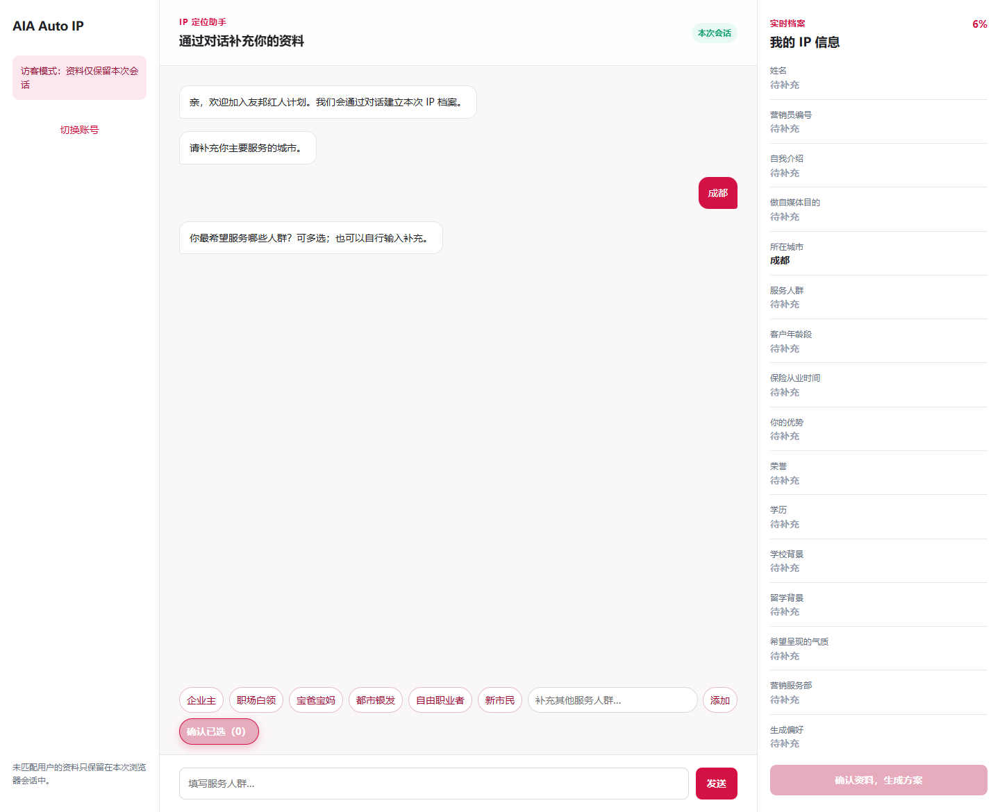 AIA Auto IP
访客模式：资料仅保留本次会
话
切换账号
未匹配用户的资料只保留在本次浏览
器会话中。
IP 定位助手
通过对话补充你的资料
本次会话
亲，欢迎加入友邦红人计划。我们会通过对话建立本次 IP 档案。
请补充你主要服务的城市。
成都
你最希望服务哪些人群？可多选；也可以自行输入补充。
企业主
职场白领
宝爸宝妈
都市银发
自由职业者
新市民
补充其他服务人群...
添加
确认已选（0）
填写服务人群...
发送
实时档案
6%
我的 IP 信息
姓名
待补充
营销员编号
待补充
自我介绍
待补充
做自媒体目的
待补充
所在城市
成都
服务人群
待补充
客户年龄段
待补充
保险从业时间
待补充
你的优势
待补充
荣誉
待补充
学历
待补充
学校背景
待补充
留学背景
待补充
希望呈现的气质
待补充
营销服务部
待补充
生成偏好
待补充
确认资料，生成方案